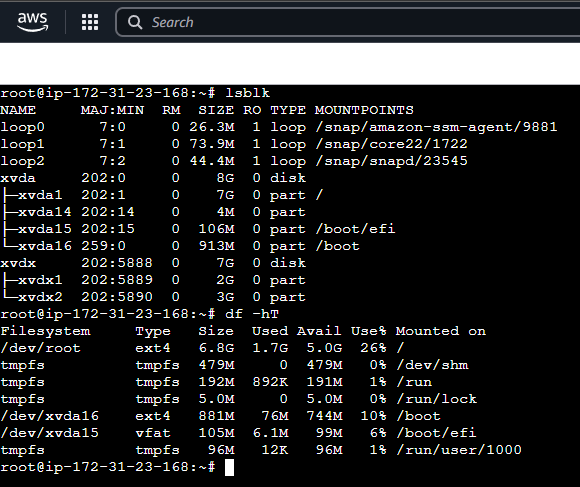 aws
Search
root@ip-172-31-23-168:~# lsblk
NAME     MAJ:MIN  RM  SIZE RO TYPE MOUNTPOINTS
loop0      7:0     0 26.3M  1 loop /snap/amazon-ssm-agent/9881
loop1      7:1     0 73.9M  1 loop /snap/core22/1722
loop2      7:2     0 44.4M  1 loop /snap/snapd/23545
xvda     202:0     0    8G  0 disk
├─xvda1  202:1     0    7G  0 part /
├─xvda14 202:14    0    4M  0 part
├─xvda15 202:15    0  106M  0 part /boot/efi
└─xvda16 259:0     0  913M  0 part /boot
xvdx     202:5888  0    7G  0 disk
├─xvdx1  202:5889  0    2G  0 part
└─xvdx2  202:5890  0    3G  0 part
root@ip-172-31-23-168:~# df -hT
Filesystem     Type   Size  Used Avail Use% Mounted on
/dev/root      ext4   6.8G  1.7G  5.0G  26% /
tmpfs          tmpfs  479M     0  479M   0% /dev/shm
tmpfs          tmpfs  192M  892K  191M   1% /run
tmpfs          tmpfs  5.0M     0  5.0M   0% /run/lock
/dev/xvda16    ext4   881M   76M  744M  10% /boot
/dev/xvda15    vfat   105M  6.1M   99M   6% /boot/efi
tmpfs          tmpfs   96M   12K   96M   1% /run/user/1000
root@ip-172-31-23-168:~#